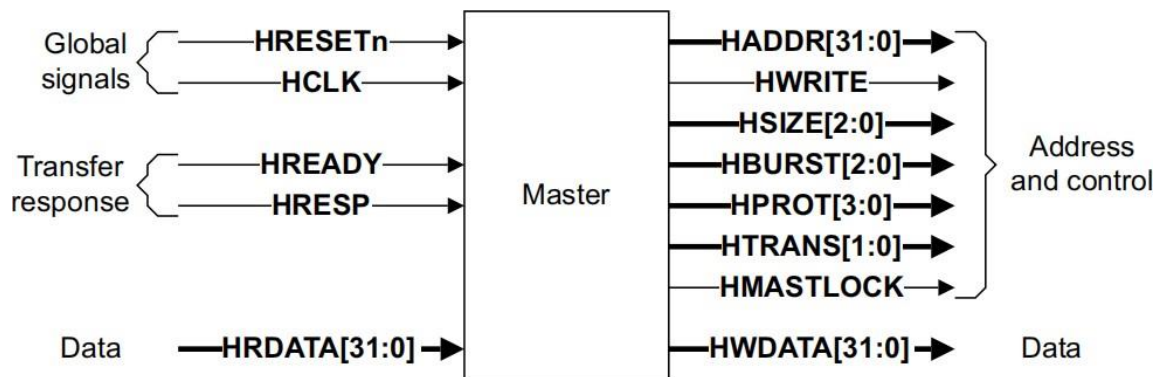 Global
signals
HRESETn
HCLK
Transfer
response
HREADY
HRESP
Data
HRDATA[31:0]
Master
HADDR[31:0]
HWRITE
HSIZE[2:0]
HBURST[2:0]
HPROT[3:0]
HTRANS[1:0]
HMASTLOCK
Address
and control
HWDATA[31:0]
Data